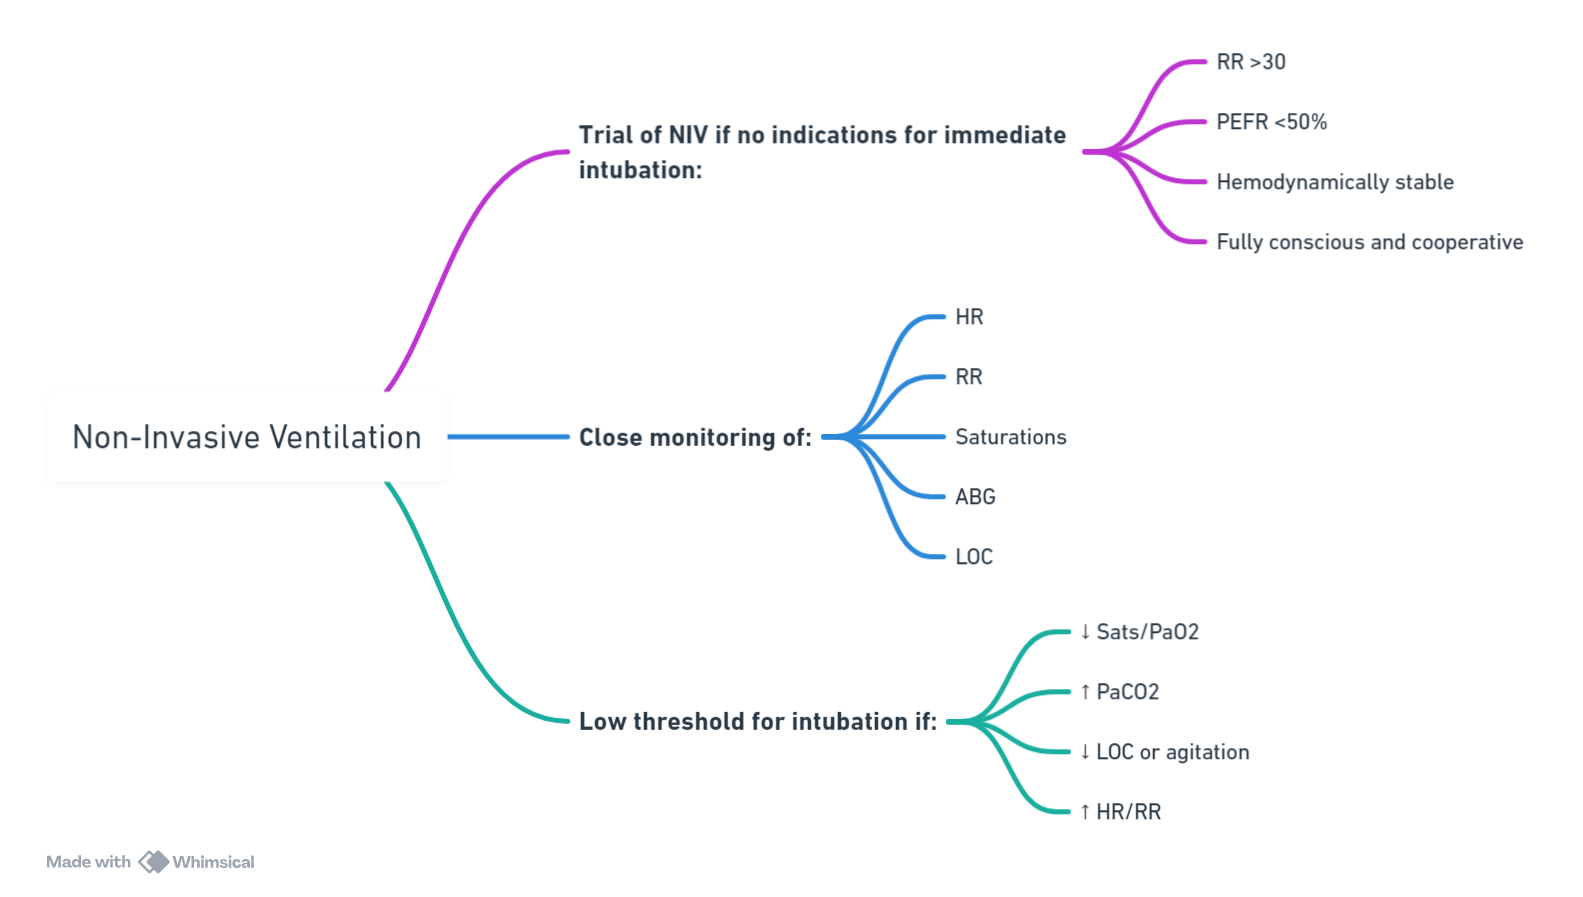 Non-Invasive Ventilation
Trial of NIV if no indications for immediate
intubation:
RR >30
PEFR <50%
Hemodynamically stable
Fully conscious and cooperative
Close monitoring of:
HR
RR
Saturations
ABG
LOC
Low threshold for intubation if:
↓ Sats/PaO2
↑ PaCO2
↓ LOC or agitation
↑ HR/RR
Made with Whimsical